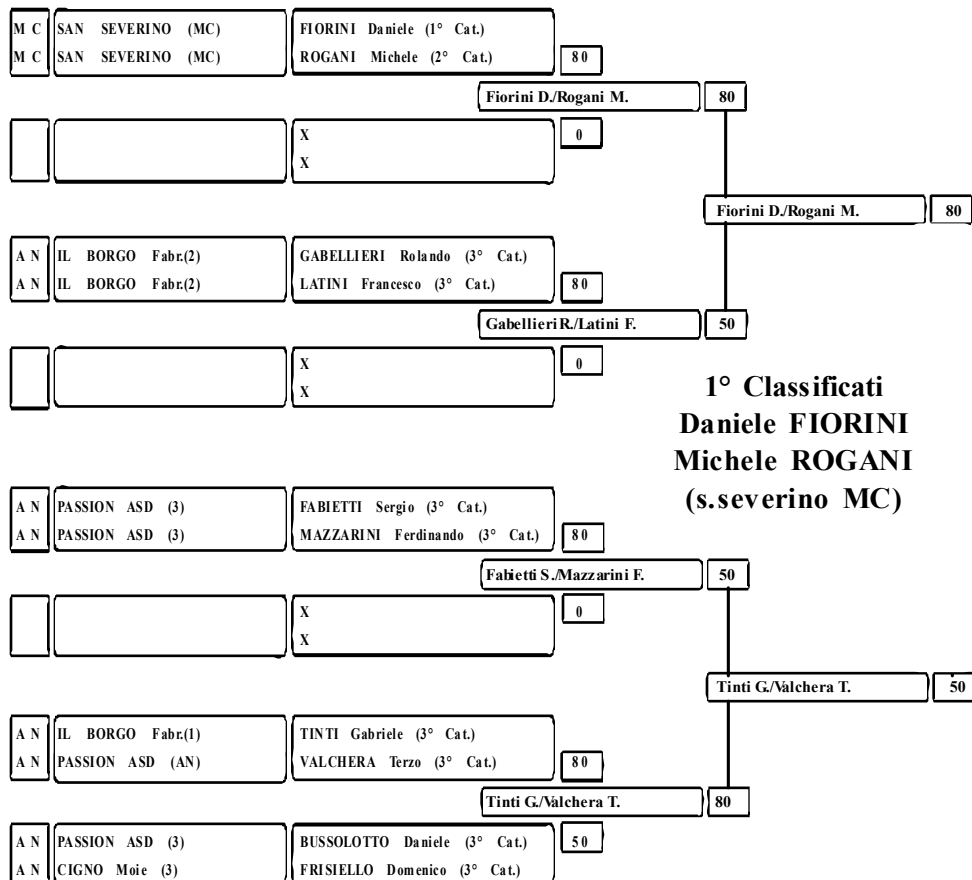 M C SAN SEVERINO (MC) FIORINI Daniele (1° Cat.)
M C SAN SEVERINO (MC) ROGANI Michele (2° Cat.) 80
Fiorini D./Rogani M. 80
X 0
X
Fiorini D./Rogani M. 80
A N IL BORGO Fabr.(2) GABELLIERI Rolando (3° Cat.)
A N IL BORGO Fabr.(2) LATINI Francesco (3° Cat.) 80
Gabellieri R./Latini F. 50
X 0
X
1° Classificati
Daniele FIORINI
Michele ROGANI
(s.severino MC)
A N PASSION ASD (3) FABIETTI Sergio (3° Cat.)
A N PASSION ASD (3) MAZZARINI Ferdinando (3° Cat.) 80
Fabietti S./Mazzarini F. 50
X 0
X
Tinti G./Valchera T. 50
A N IL BORGO Fabr.(1) TINTI Gabriele (3° Cat.)
A N PASSION ASD (AN) VALCHERA Terzo (3° Cat.) 80
Tinti G./Valchera T. 80
A N PASSION ASD (3) BUSSOLOTTO Daniele (3° Cat.) 50
A N CIGNO Moie (3) FRISIELLO Domenico (3° Cat.)